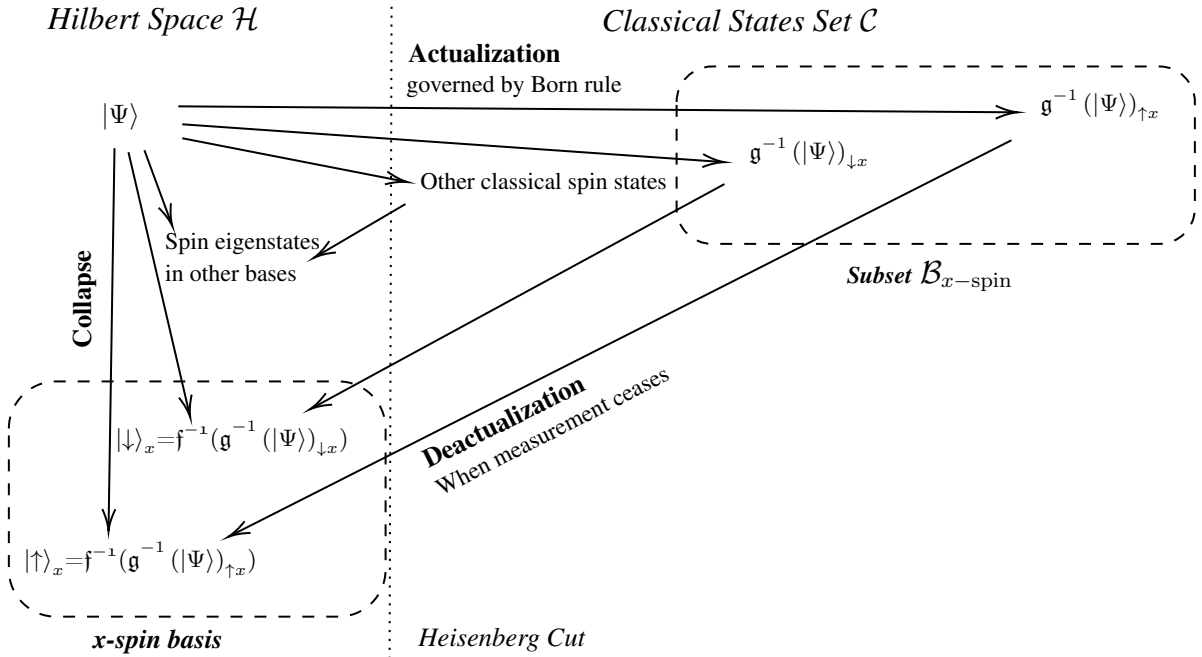 Hilbert Space ℋ
Classical States Set 𝒞
Actualization
governed by Born rule
|Ψ⟩
𝔤⁻¹ (|Ψ⟩)↑x
𝔤⁻¹ (|Ψ⟩)↓x
Other classical spin states
Spin eigenstates
in other bases
Subset ℬx−spin
Collapse
Deactualization
When measurement ceases
|↓⟩x=𝔣⁻¹(𝔤⁻¹ (|Ψ⟩)↓x)
|↑⟩x=𝔣⁻¹(𝔤⁻¹ (|Ψ⟩)↑x)
x-spin basis
Heisenberg Cut